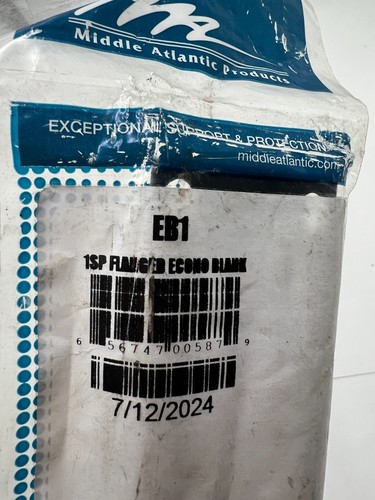 Middle Atlantic Products
EXCEPTIONAL SUPPORT & PROTECTION
middleatlantic.com
EB1
1SP FLANGED ECONO BLANK
6 56747 00587 9
7/12/2024